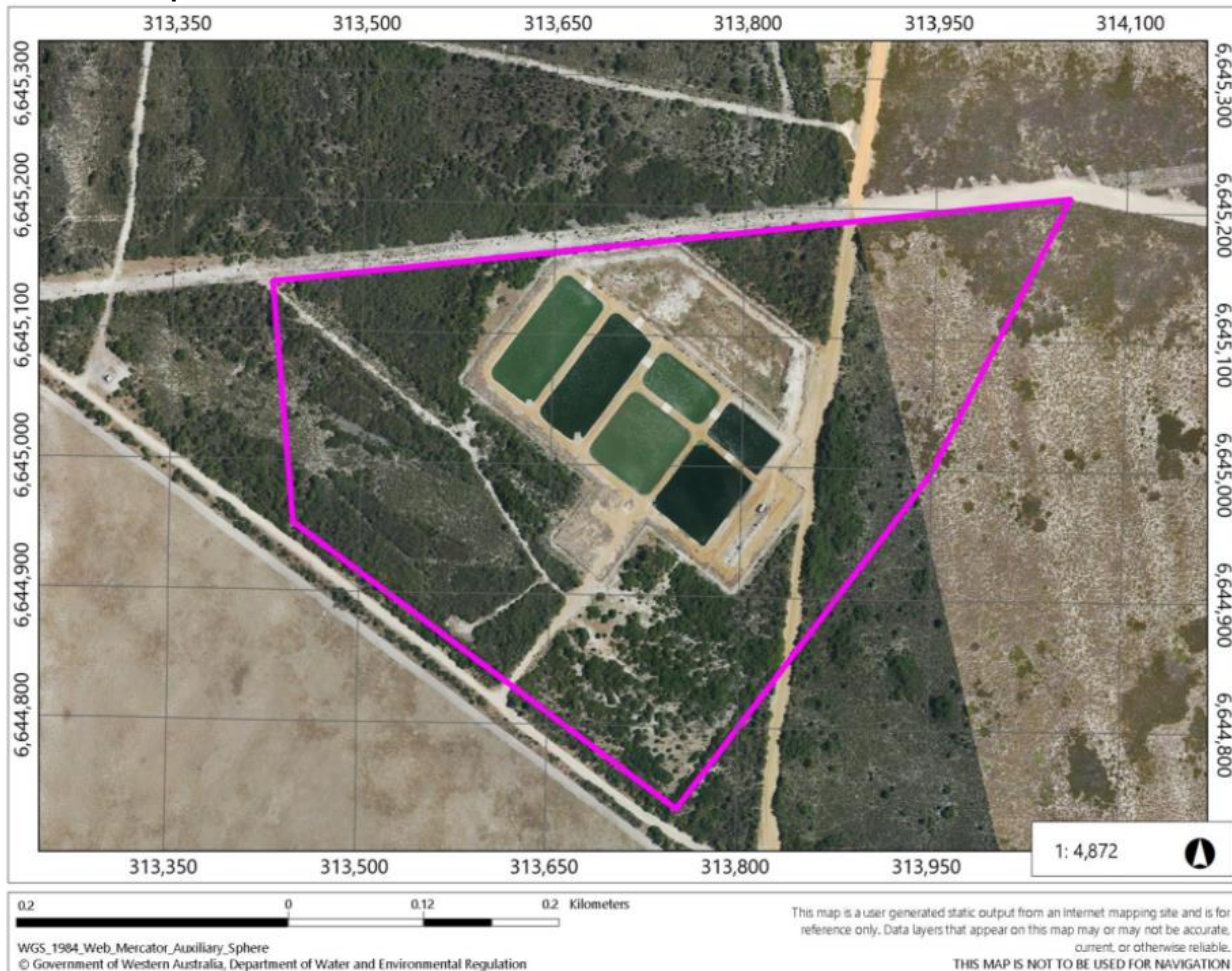 313,350 313,500 313,650 313,800 313,950 314,100
6,645,300 6,645,300
6,645,200 6,645,200
6,645,100 6,645,100
6,645,000 6,645,000
6,644,900 6,644,900
6,644,800 6,644,800
313,350 313,500 313,650 313,800 313,950
1: 4,872
0.2 0 0.12 0.2 Kilometers
WGS_1984_Web_Mercator_Auxiliary_Sphere
© Government of Western Australia, Department of Water and Environmental Regulation
This map is a user generated static output from an Internet mapping site and is for
reference only. Data layers that appear on this map may or may not be accurate,
current, or otherwise reliable.
THIS MAP IS NOT TO BE USED FOR NAVIGATION